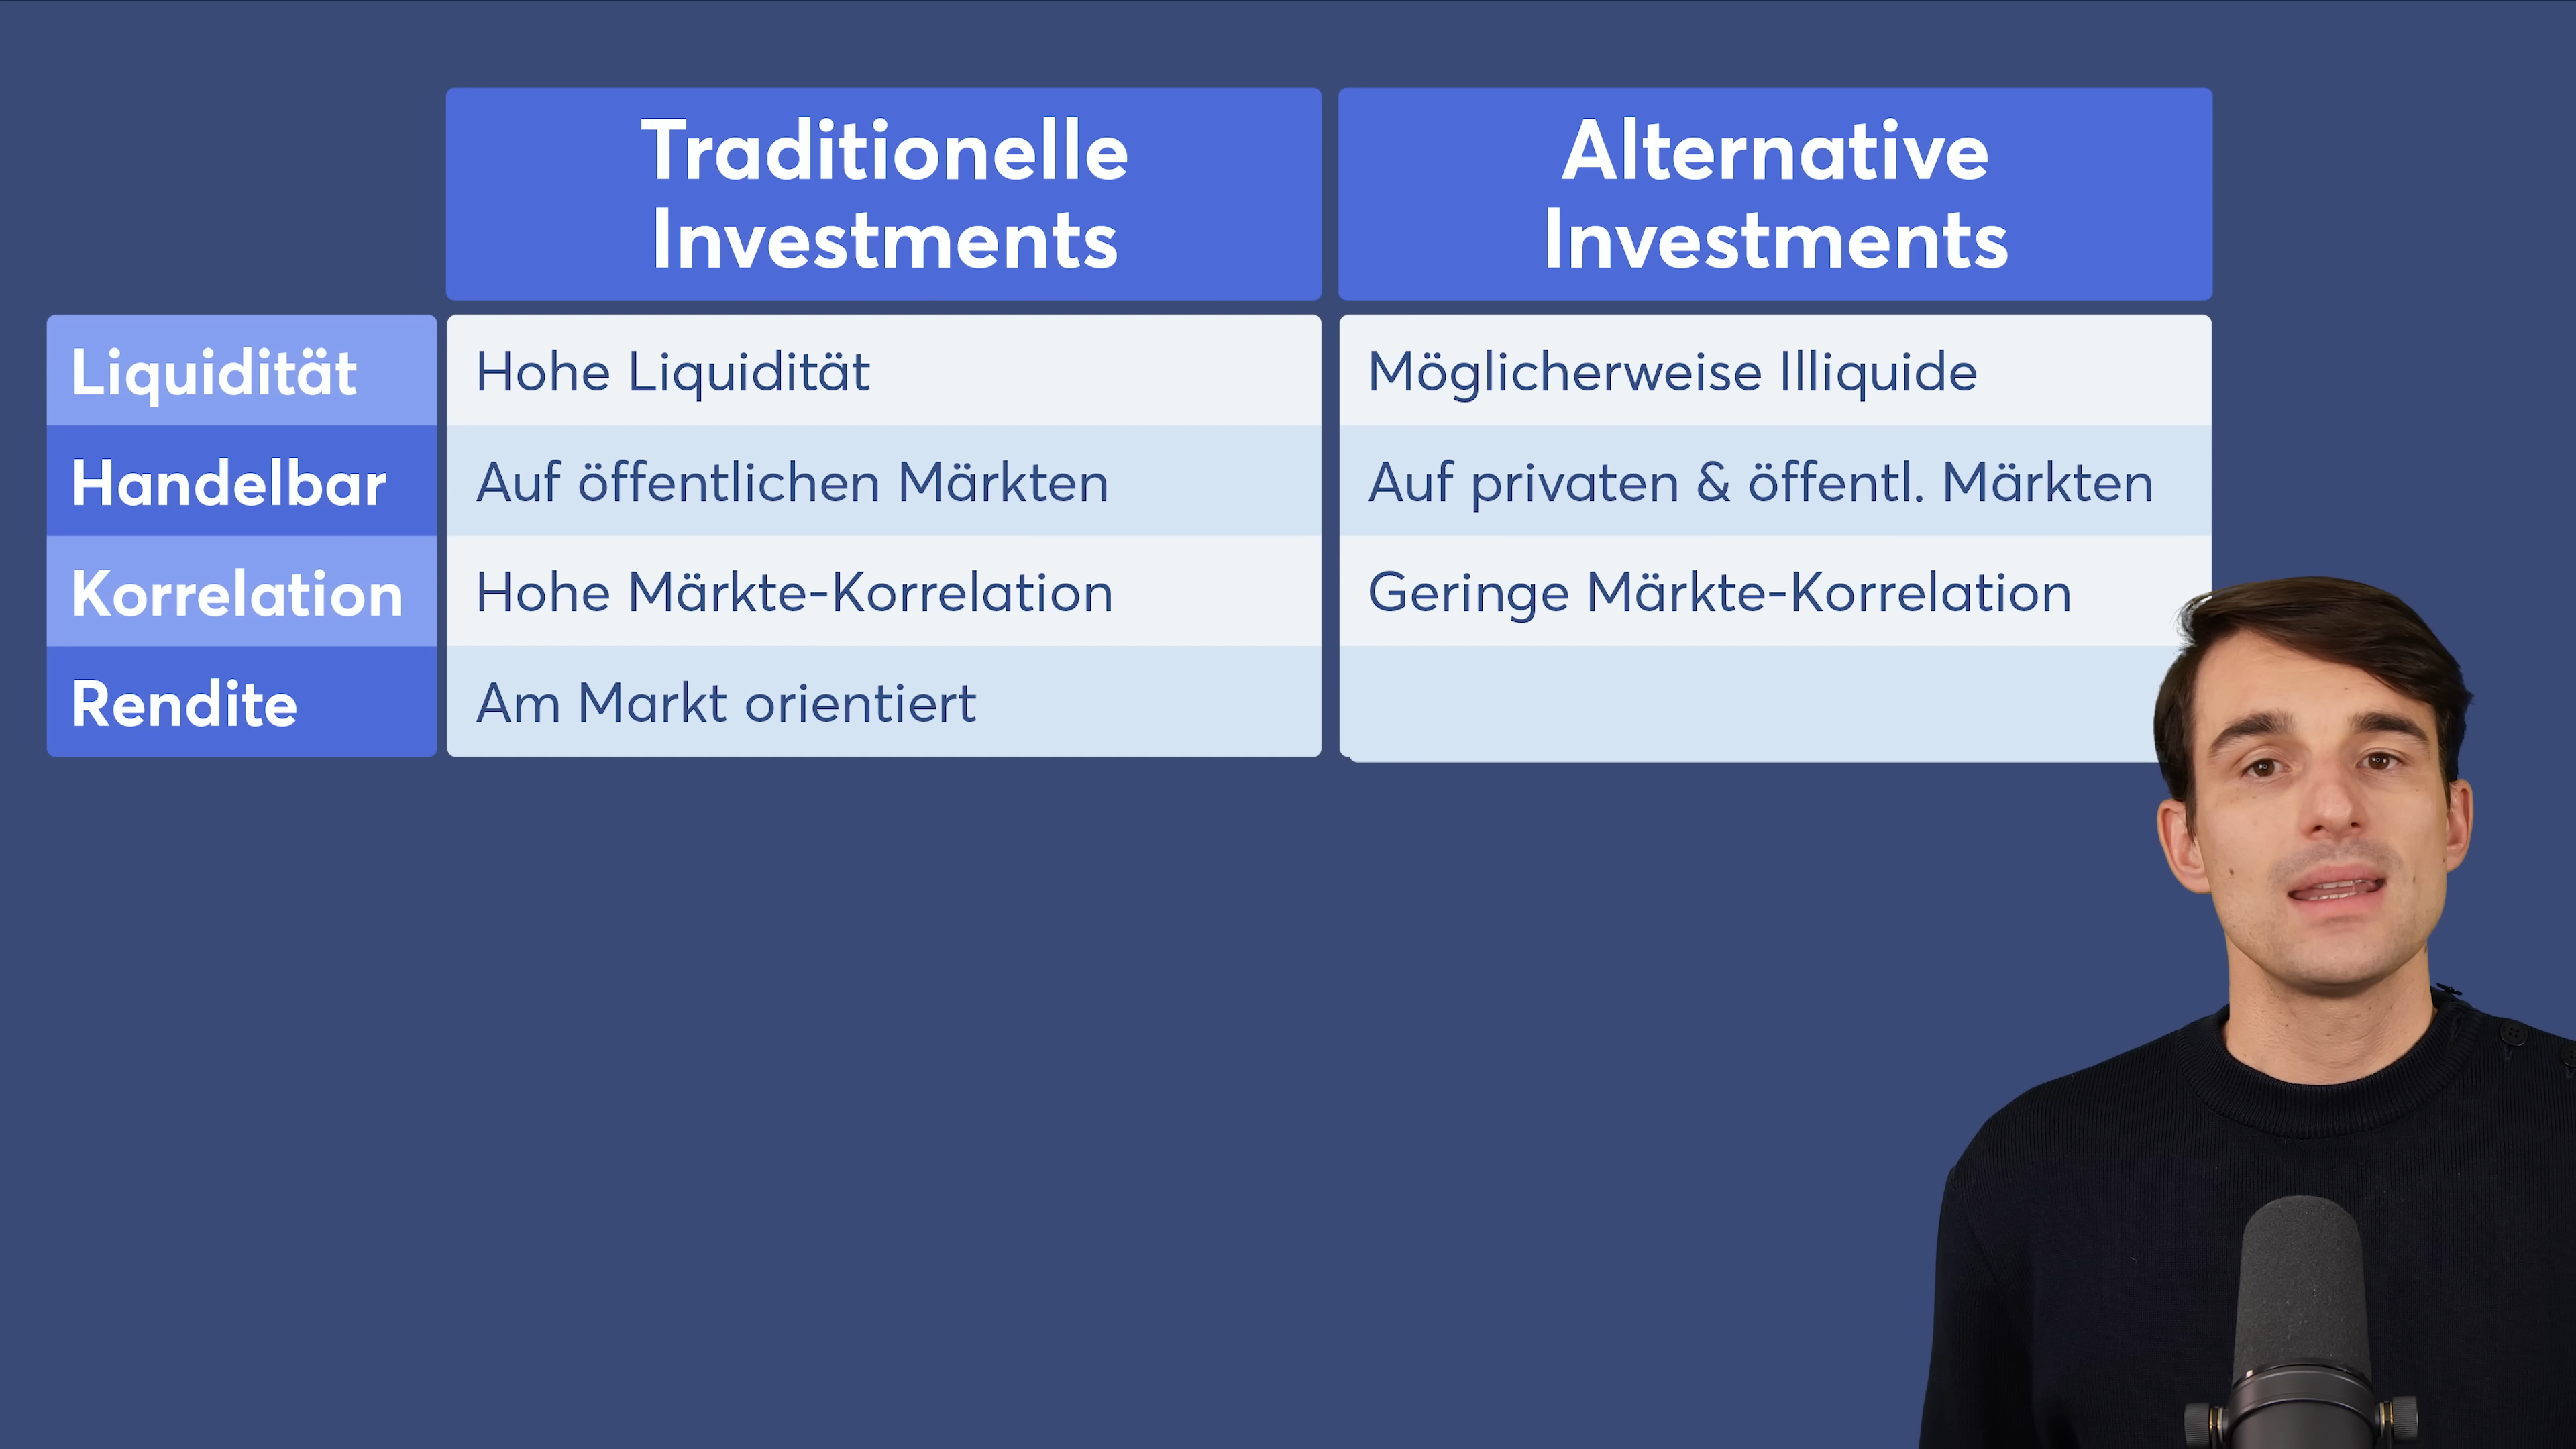 Traditionelle
Investments
Alternative
Investments
Liquidität
Hohe Liquidität
Möglicherweise Illiquide
Handelbar
Auf öffentlichen Märkten
Auf privaten & öffentl. Märkten
Korrelation
Hohe Märkte-Korrelation
Geringe Märkte-Korrelation
Rendite
Am Markt orientiert